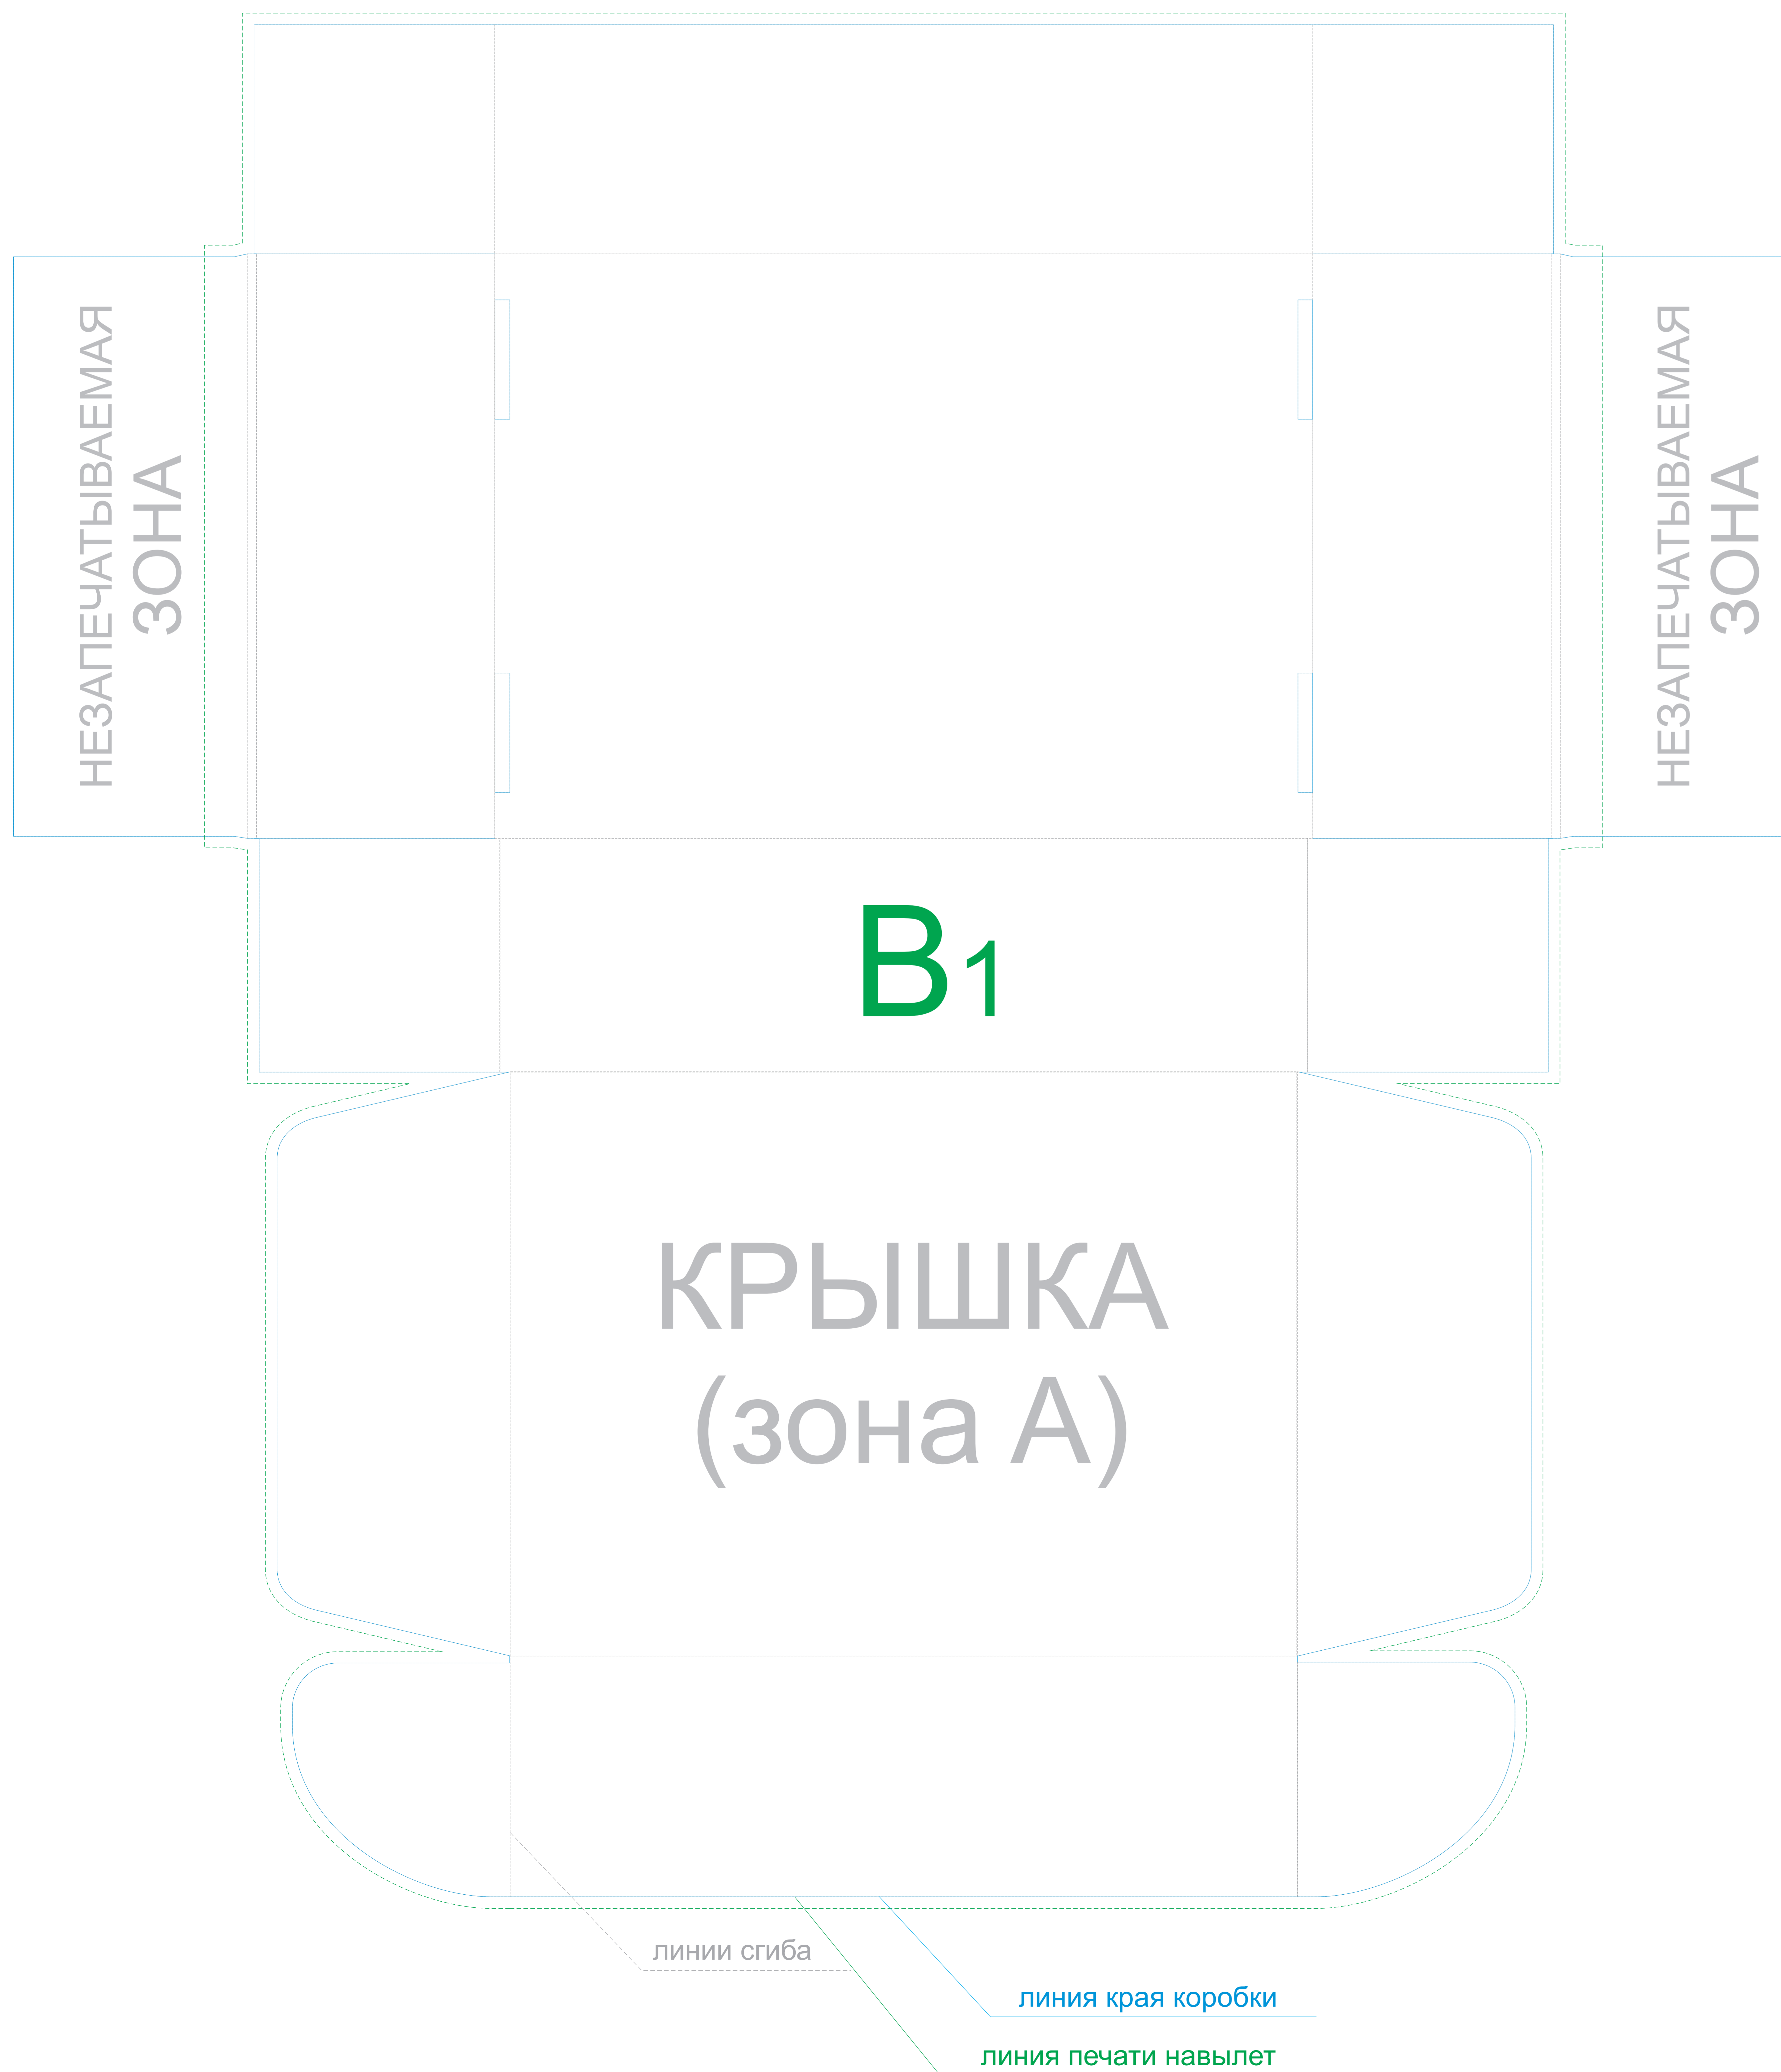 НЕЗАПЕЧАТЫВАЕМАЯ
ЗОНА
НЕЗАПЕЧАТЫВАЕМАЯ
ЗОНА
B1
КРЫШКА
(зона А)
линии сгиба
линия края коробки
линия печати навылет